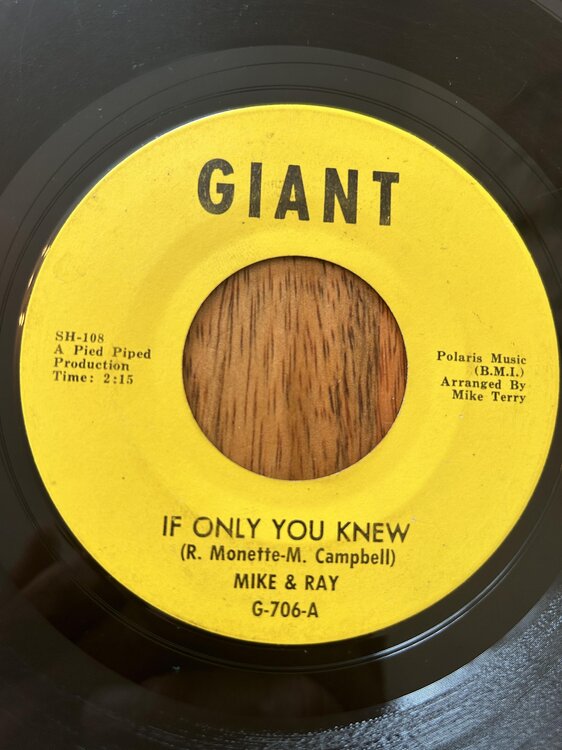 GIANT
SH-108
A Pied Piped
Production
Time: 2:15
Polaris Music
(B.M.I.)
Arranged By
Mike Terry
IF ONLY YOU KNEW
(R. Monette-M. Campbell)
MIKE & RAY
G-706-A